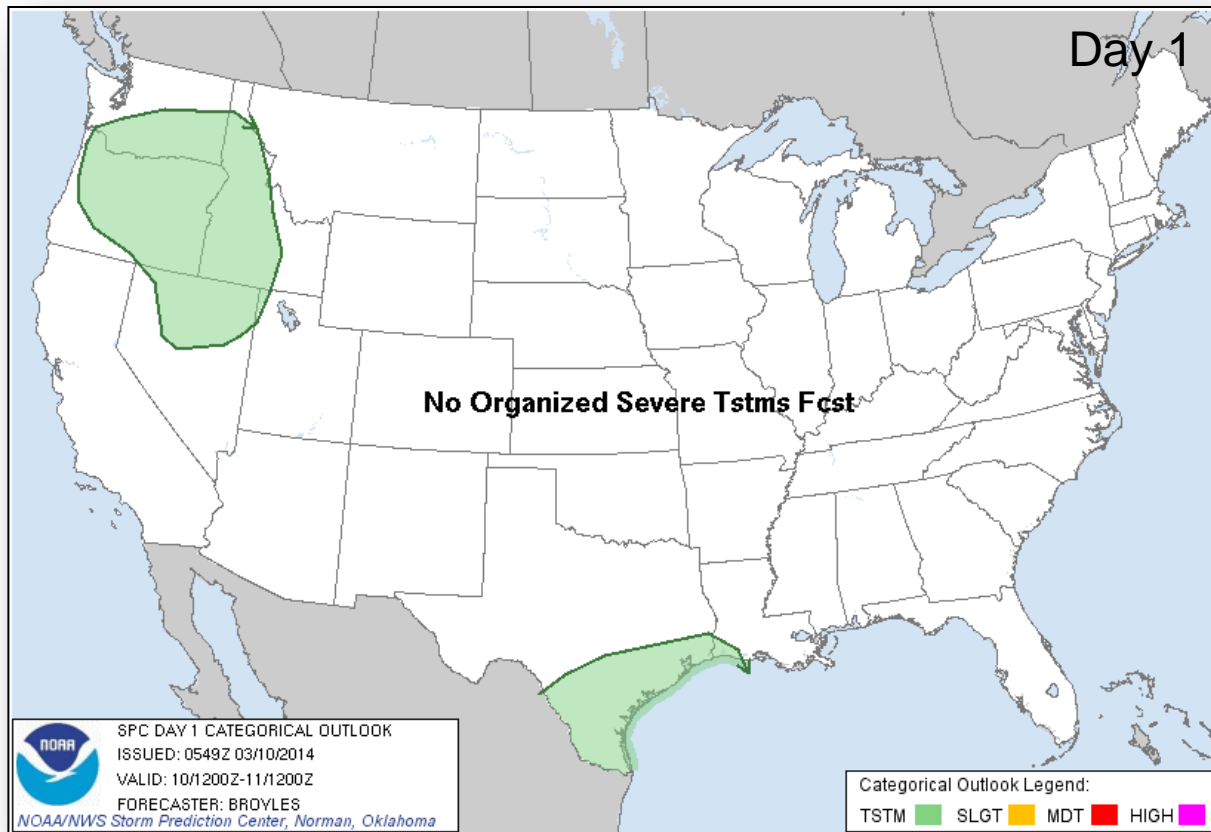 Day 1
No Organized Severe Tstms Fcst
NOAA
SPC DAY 1 CATEGORICAL OUTLOOK
ISSUED: 0549Z 03/10/2014
VALID: 10/1200Z-11/1200Z
FORECASTER: BROYLES
NOAA/NWS Storm Prediction Center, Norman, Oklahoma
Categorical Outlook Legend:
TSTM SLGT MDT HIGH